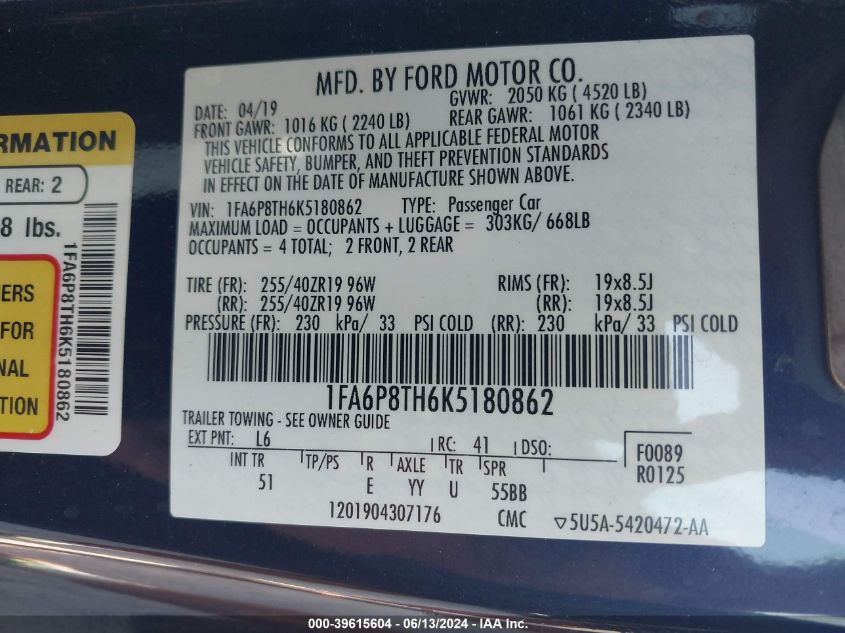 RMATION
REAR: 2
8 lbs.
NERS
FOR
NAL
TION
1FA6P8TH6K5180862
MFD. BY FORD MOTOR CO.
DATE: 04/19 GVWR: 2050 KG ( 4520 LB)
FRONT GAWR: 1016 KG ( 2240 LB) REAR GAWR: 1061 KG ( 2340 LB)
THIS VEHICLE CONFORMS TO ALL APPLICABLE FEDERAL MOTOR
VEHICLE SAFETY, BUMPER, AND THEFT PREVENTION STANDARDS
IN EFFECT ON THE DATE OF MANUFACTURE SHOWN ABOVE.
VIN: 1FA6P8TH6K5180862 TYPE: Passenger Car
MAXIMUM LOAD = OCCUPANTS + LUGGAGE = 303KG/ 668LB
OCCUPANTS = 4 TOTAL; 2 FRONT, 2 REAR
TIRE (FR): 255/40ZR19 96W RIMS (FR): 19x8.5J
(RR): 255/40ZR19 96W (RR): 19x8.5J
PRESSURE (FR): 230 kPa/ 33 PSI COLD (RR): 230 kPa/ 33 PSI COLD
1FA6P8TH6K5180862
TRAILER TOWING - SEE OWNER GUIDE
EXT PNT: L6 RC: 41 DSO: F0089
INT TR TP/PS R AXLE TR SPR R0125
51 E YY U 55BB
1201904307176 CMC ▽5U5A-5420472-AA
000-39615604 - 06/13/2024 - IAA Inc.